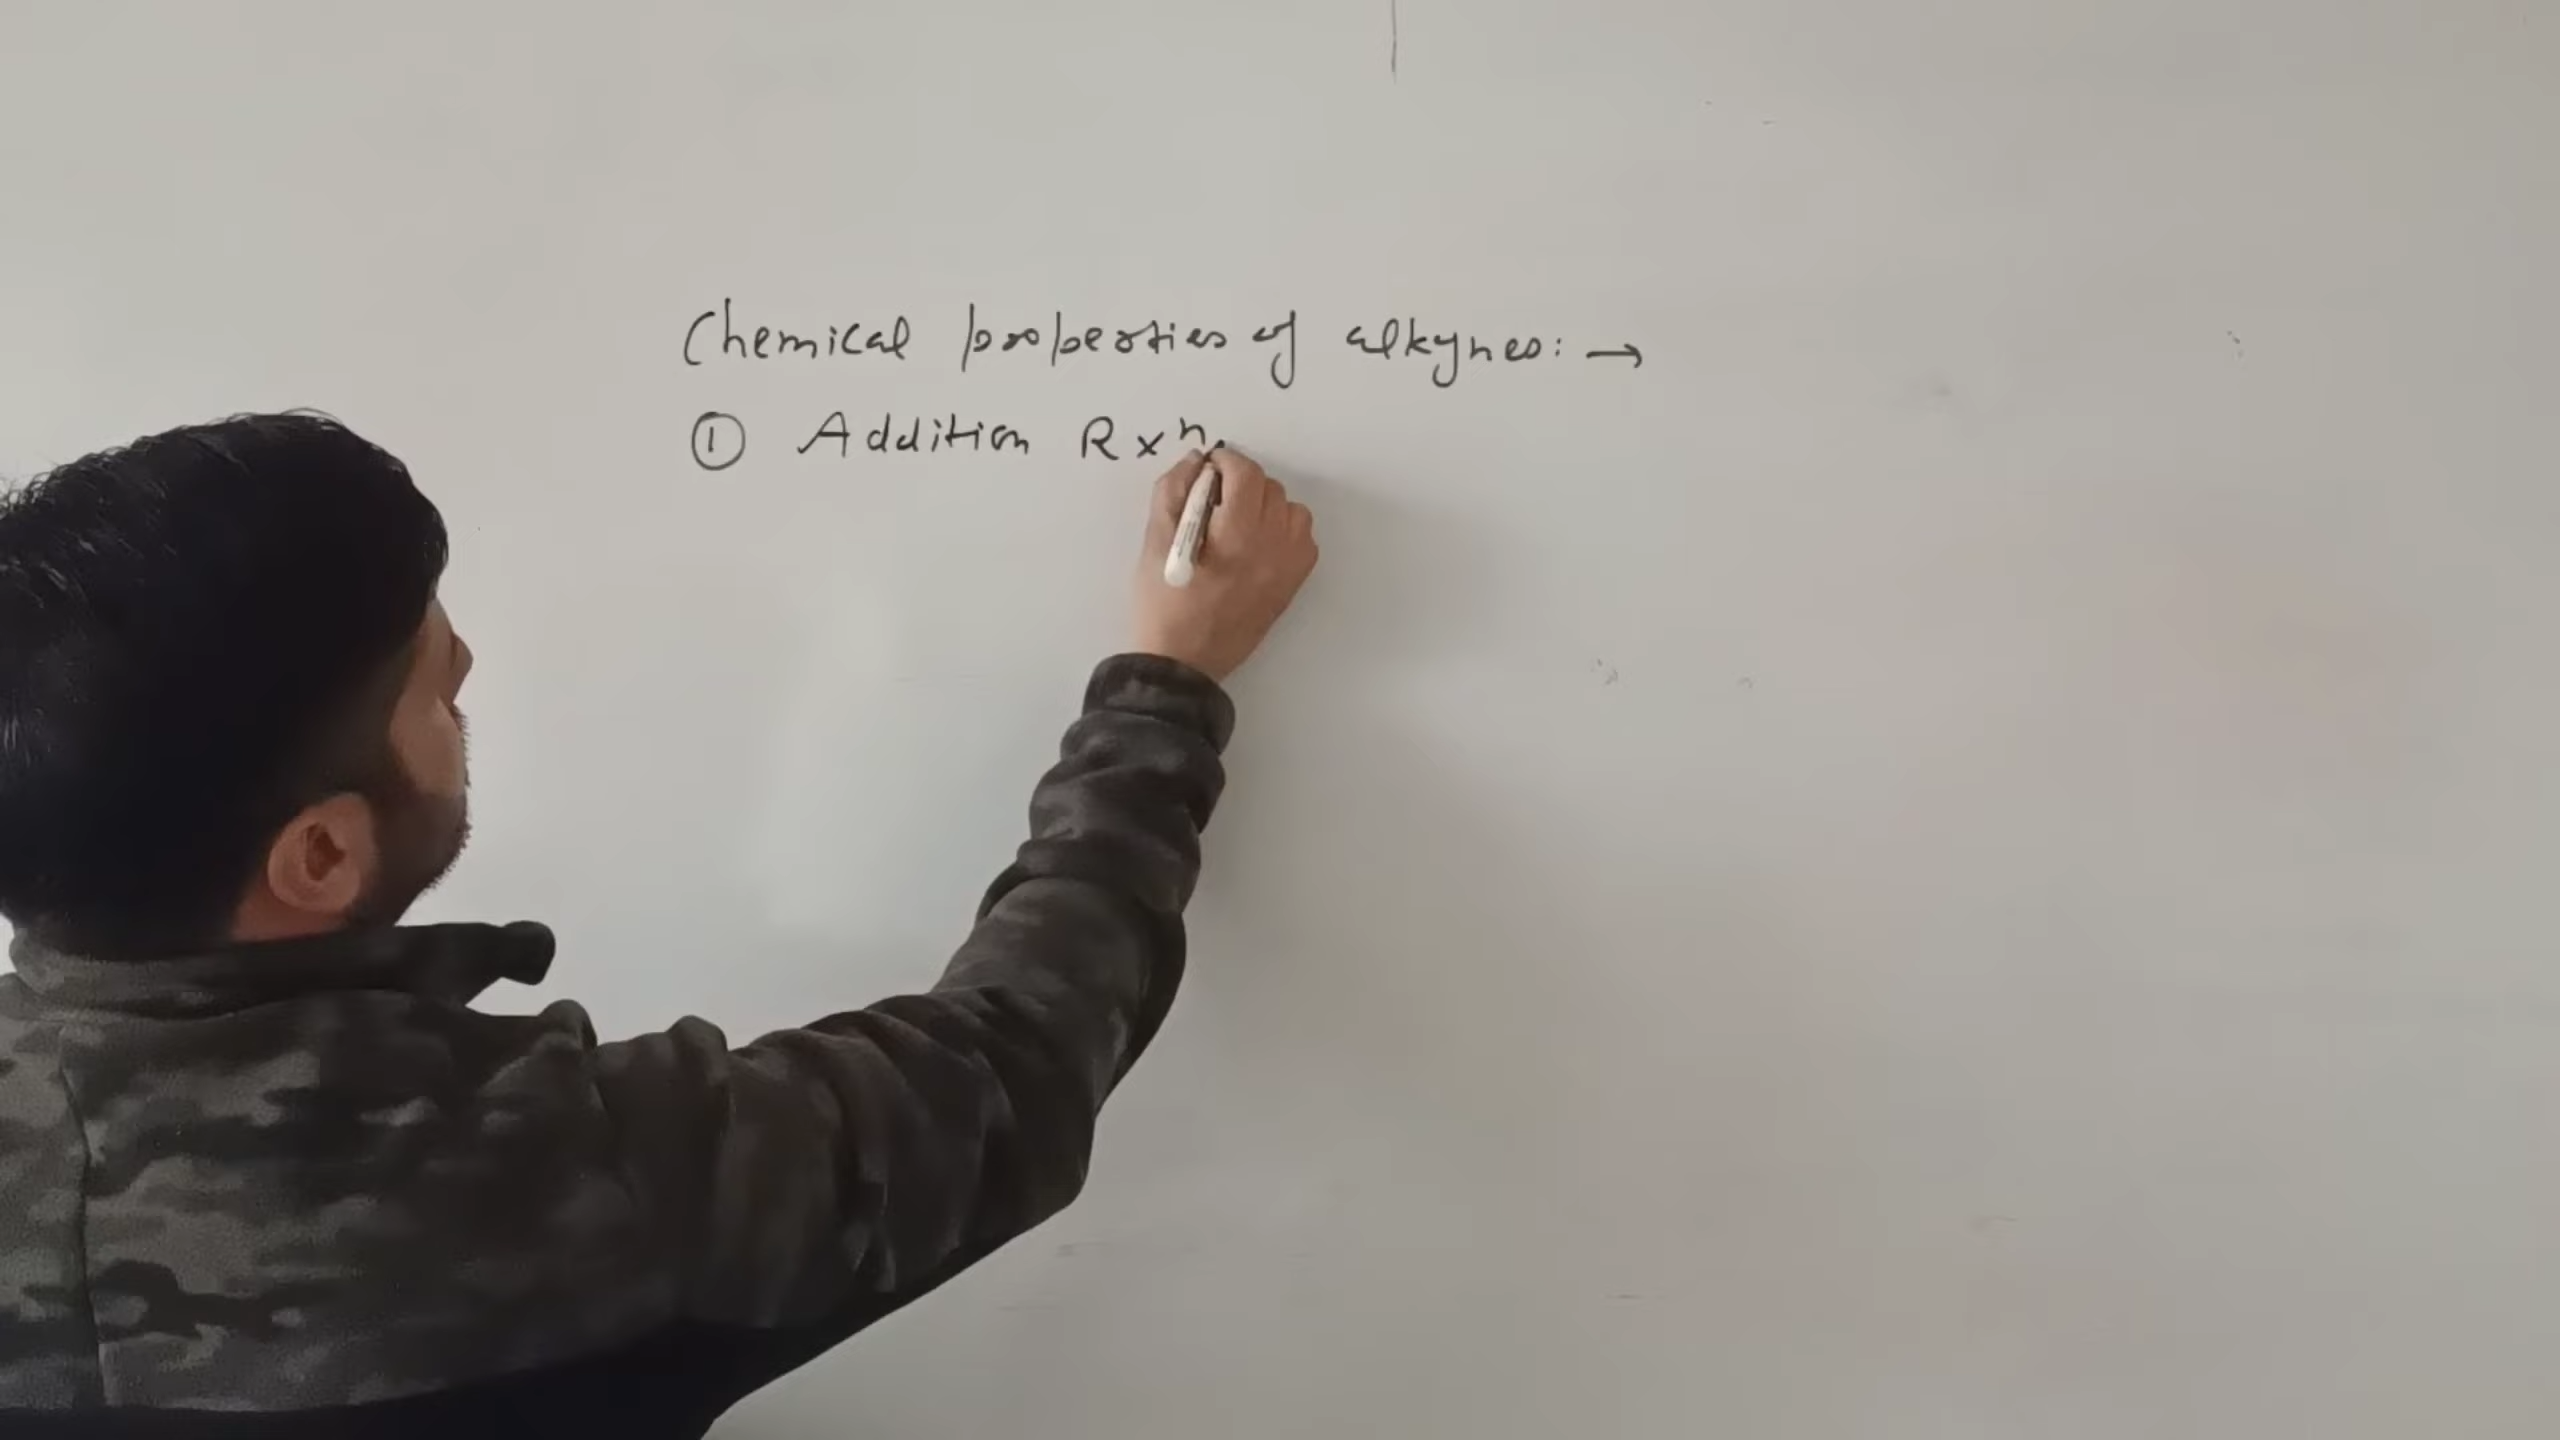 Chemical properties of alkynes: →
① Addition Rxⁿ